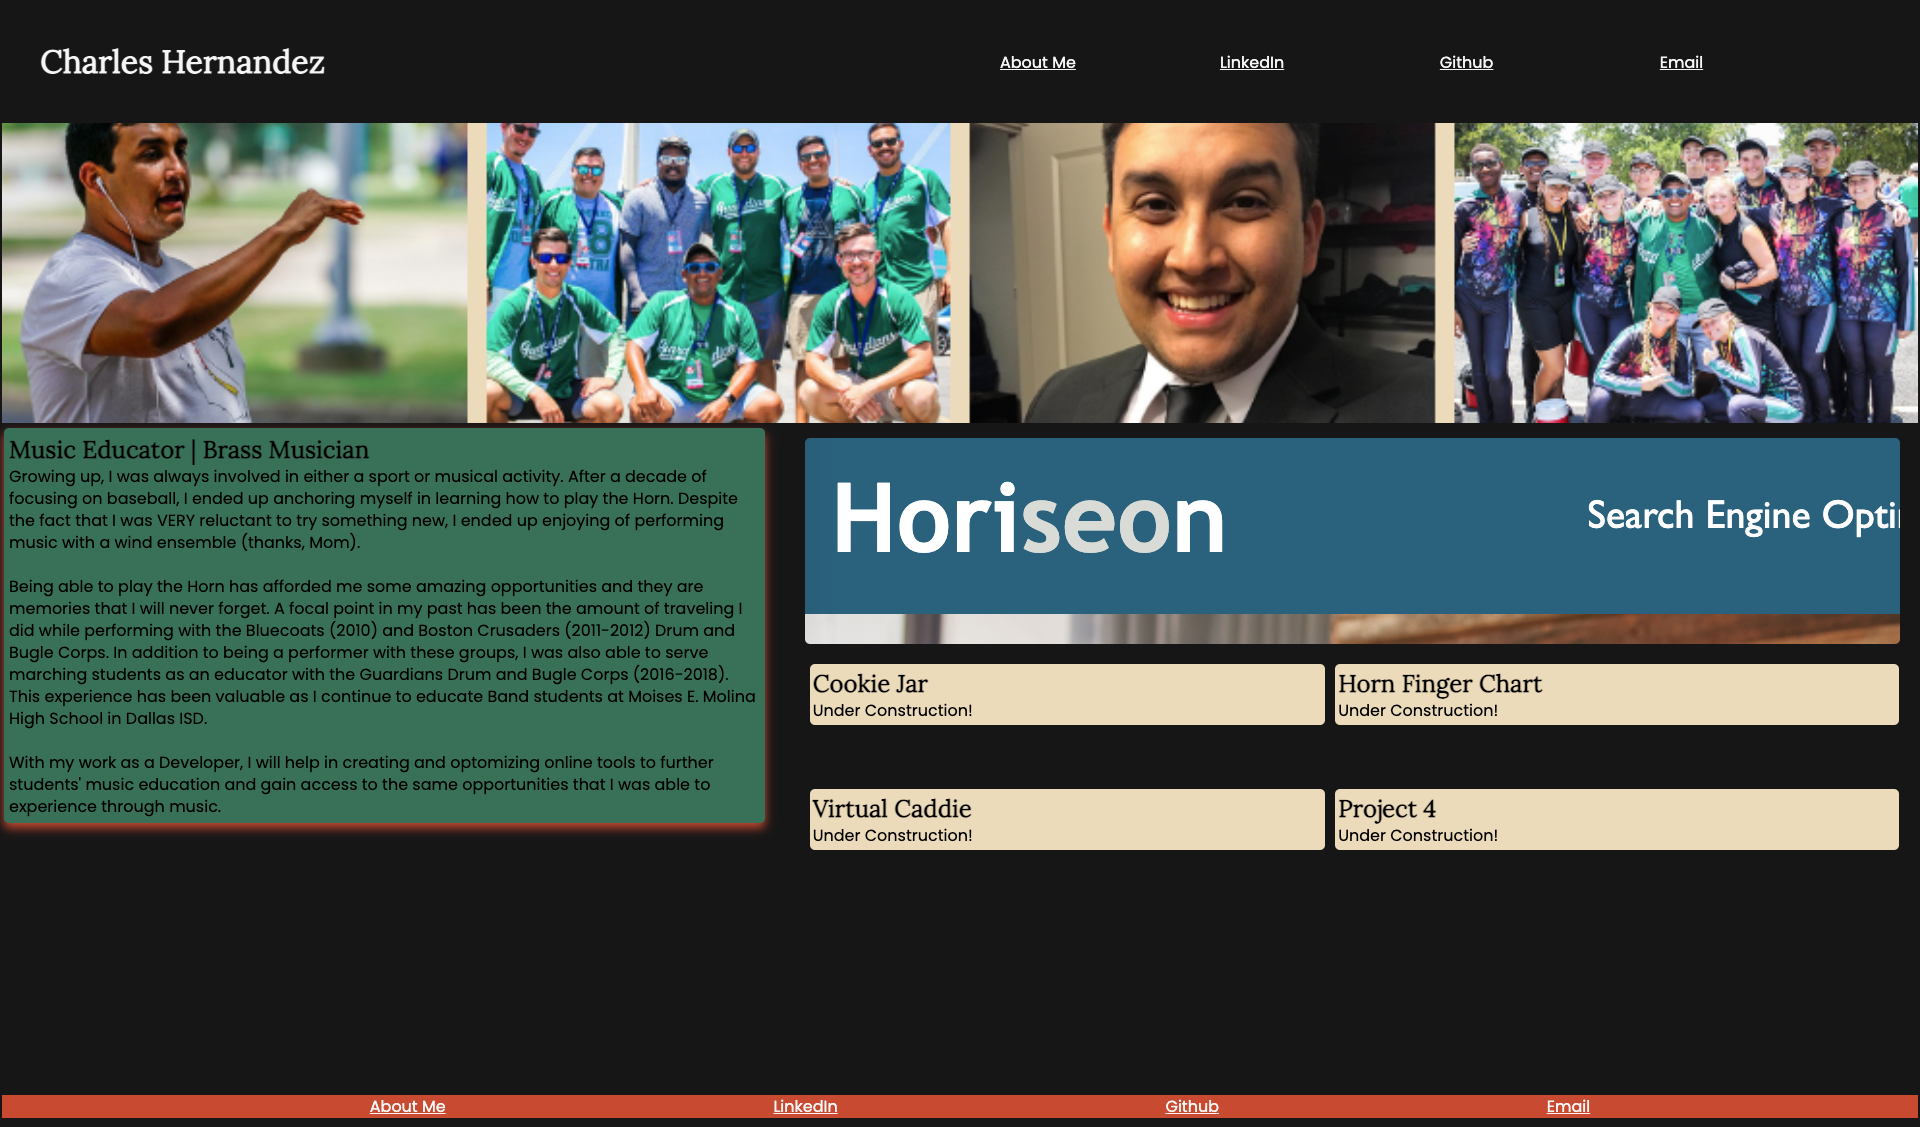 Charles Hernandez
About Me
LinkedIn
Github
Email
Guardians
Music Educator | Brass Musician
Growing up, I was always involved in either a sport or musical activity. After a decade of
focusing on baseball, I ended up anchoring myself in learning how to play the Horn. Despite
the fact that I was VERY reluctant to try something new, I ended up enjoying of performing
music with a wind ensemble (thanks, Mom).
Being able to play the Horn has afforded me some amazing opportunities and they are
memories that I will never forget. A focal point in my past has been the amount of traveling I
did while performing with the Bluecoats (2010) and Boston Crusaders (2011-2012) Drum and
Bugle Corps. In addition to being a performer with these groups, I was also able to serve
marching students as an educator with the Guardians Drum and Bugle Corps (2016-2018).
This experience has been valuable as I continue to educate Band students at Moises E. Molina
High School in Dallas ISD.
With my work as a Developer, I will help in creating and optomizing online tools to further
students' music education and gain access to the same opportunities that I was able to
experience through music.
Horiseon
Search Engine Opti
Cookie Jar
Under Construction!
Horn Finger Chart
Under Construction!
Virtual Caddie
Under Construction!
Project 4
Under Construction!
About Me
LinkedIn
Github
Email